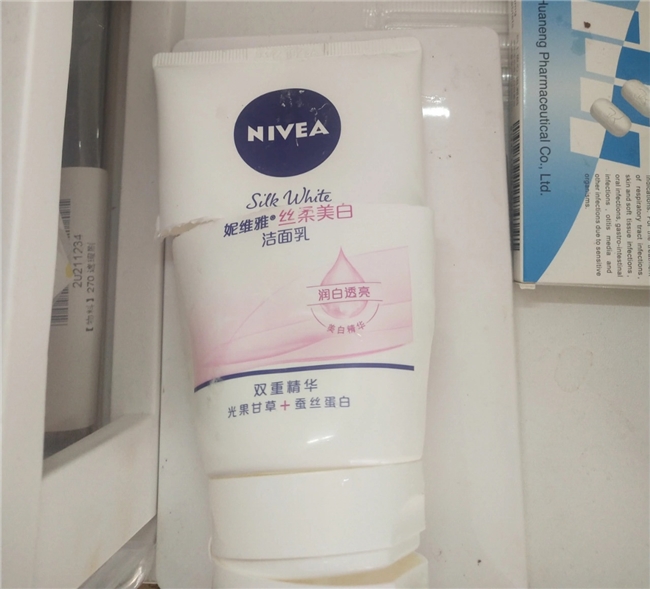 NIVEA
Silk White
妮维雅®丝柔美白
洁面乳
润白透亮
美白精华
双重精华
光果甘草+蚕丝蛋白
20211234
Huaneng Pharmaceutical Co., Ltd.
of respiratory tract infections,
skin and soft tissue infections,
oral infections, gastro-intestinal
infections, otitis media and
other infections due to sensitive
organisms.